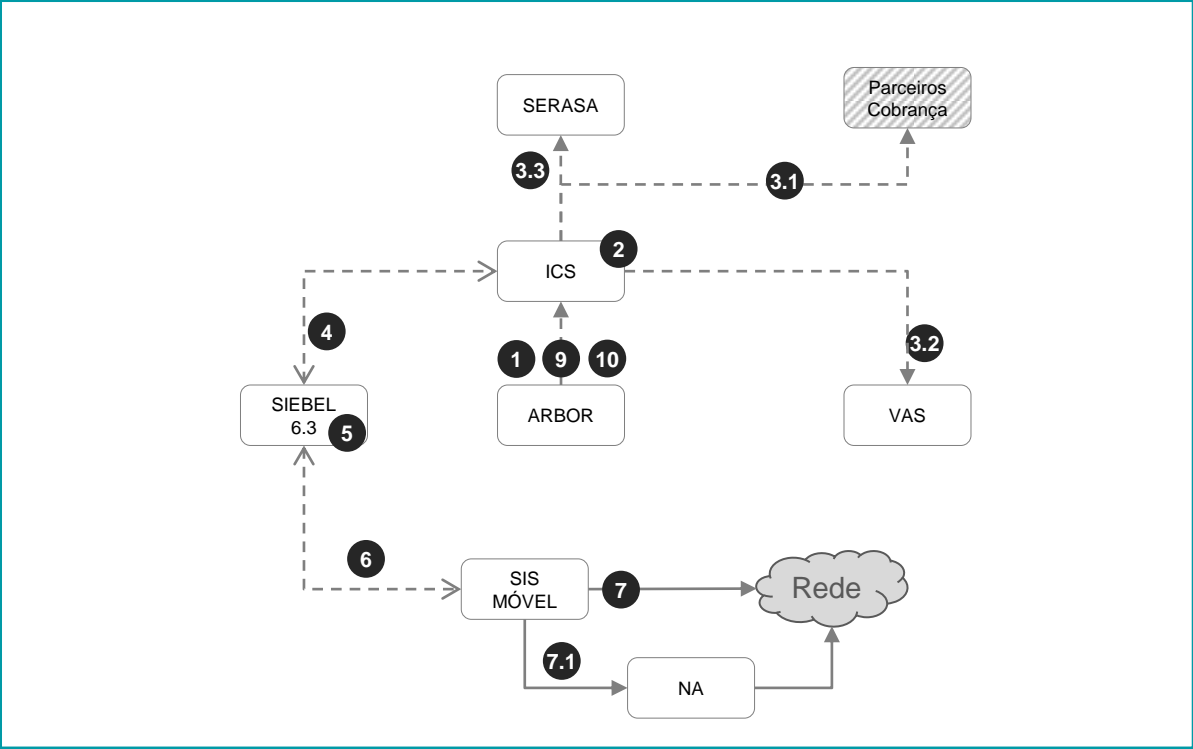 Parceiros
Cobrança
SERASA
3.3
3.1
2
ICS
4
3.2
1
9
10
SIEBEL
6.3
5
ARBOR
VAS
6
SIS
MÓVEL
7
Rede
7.1
NA